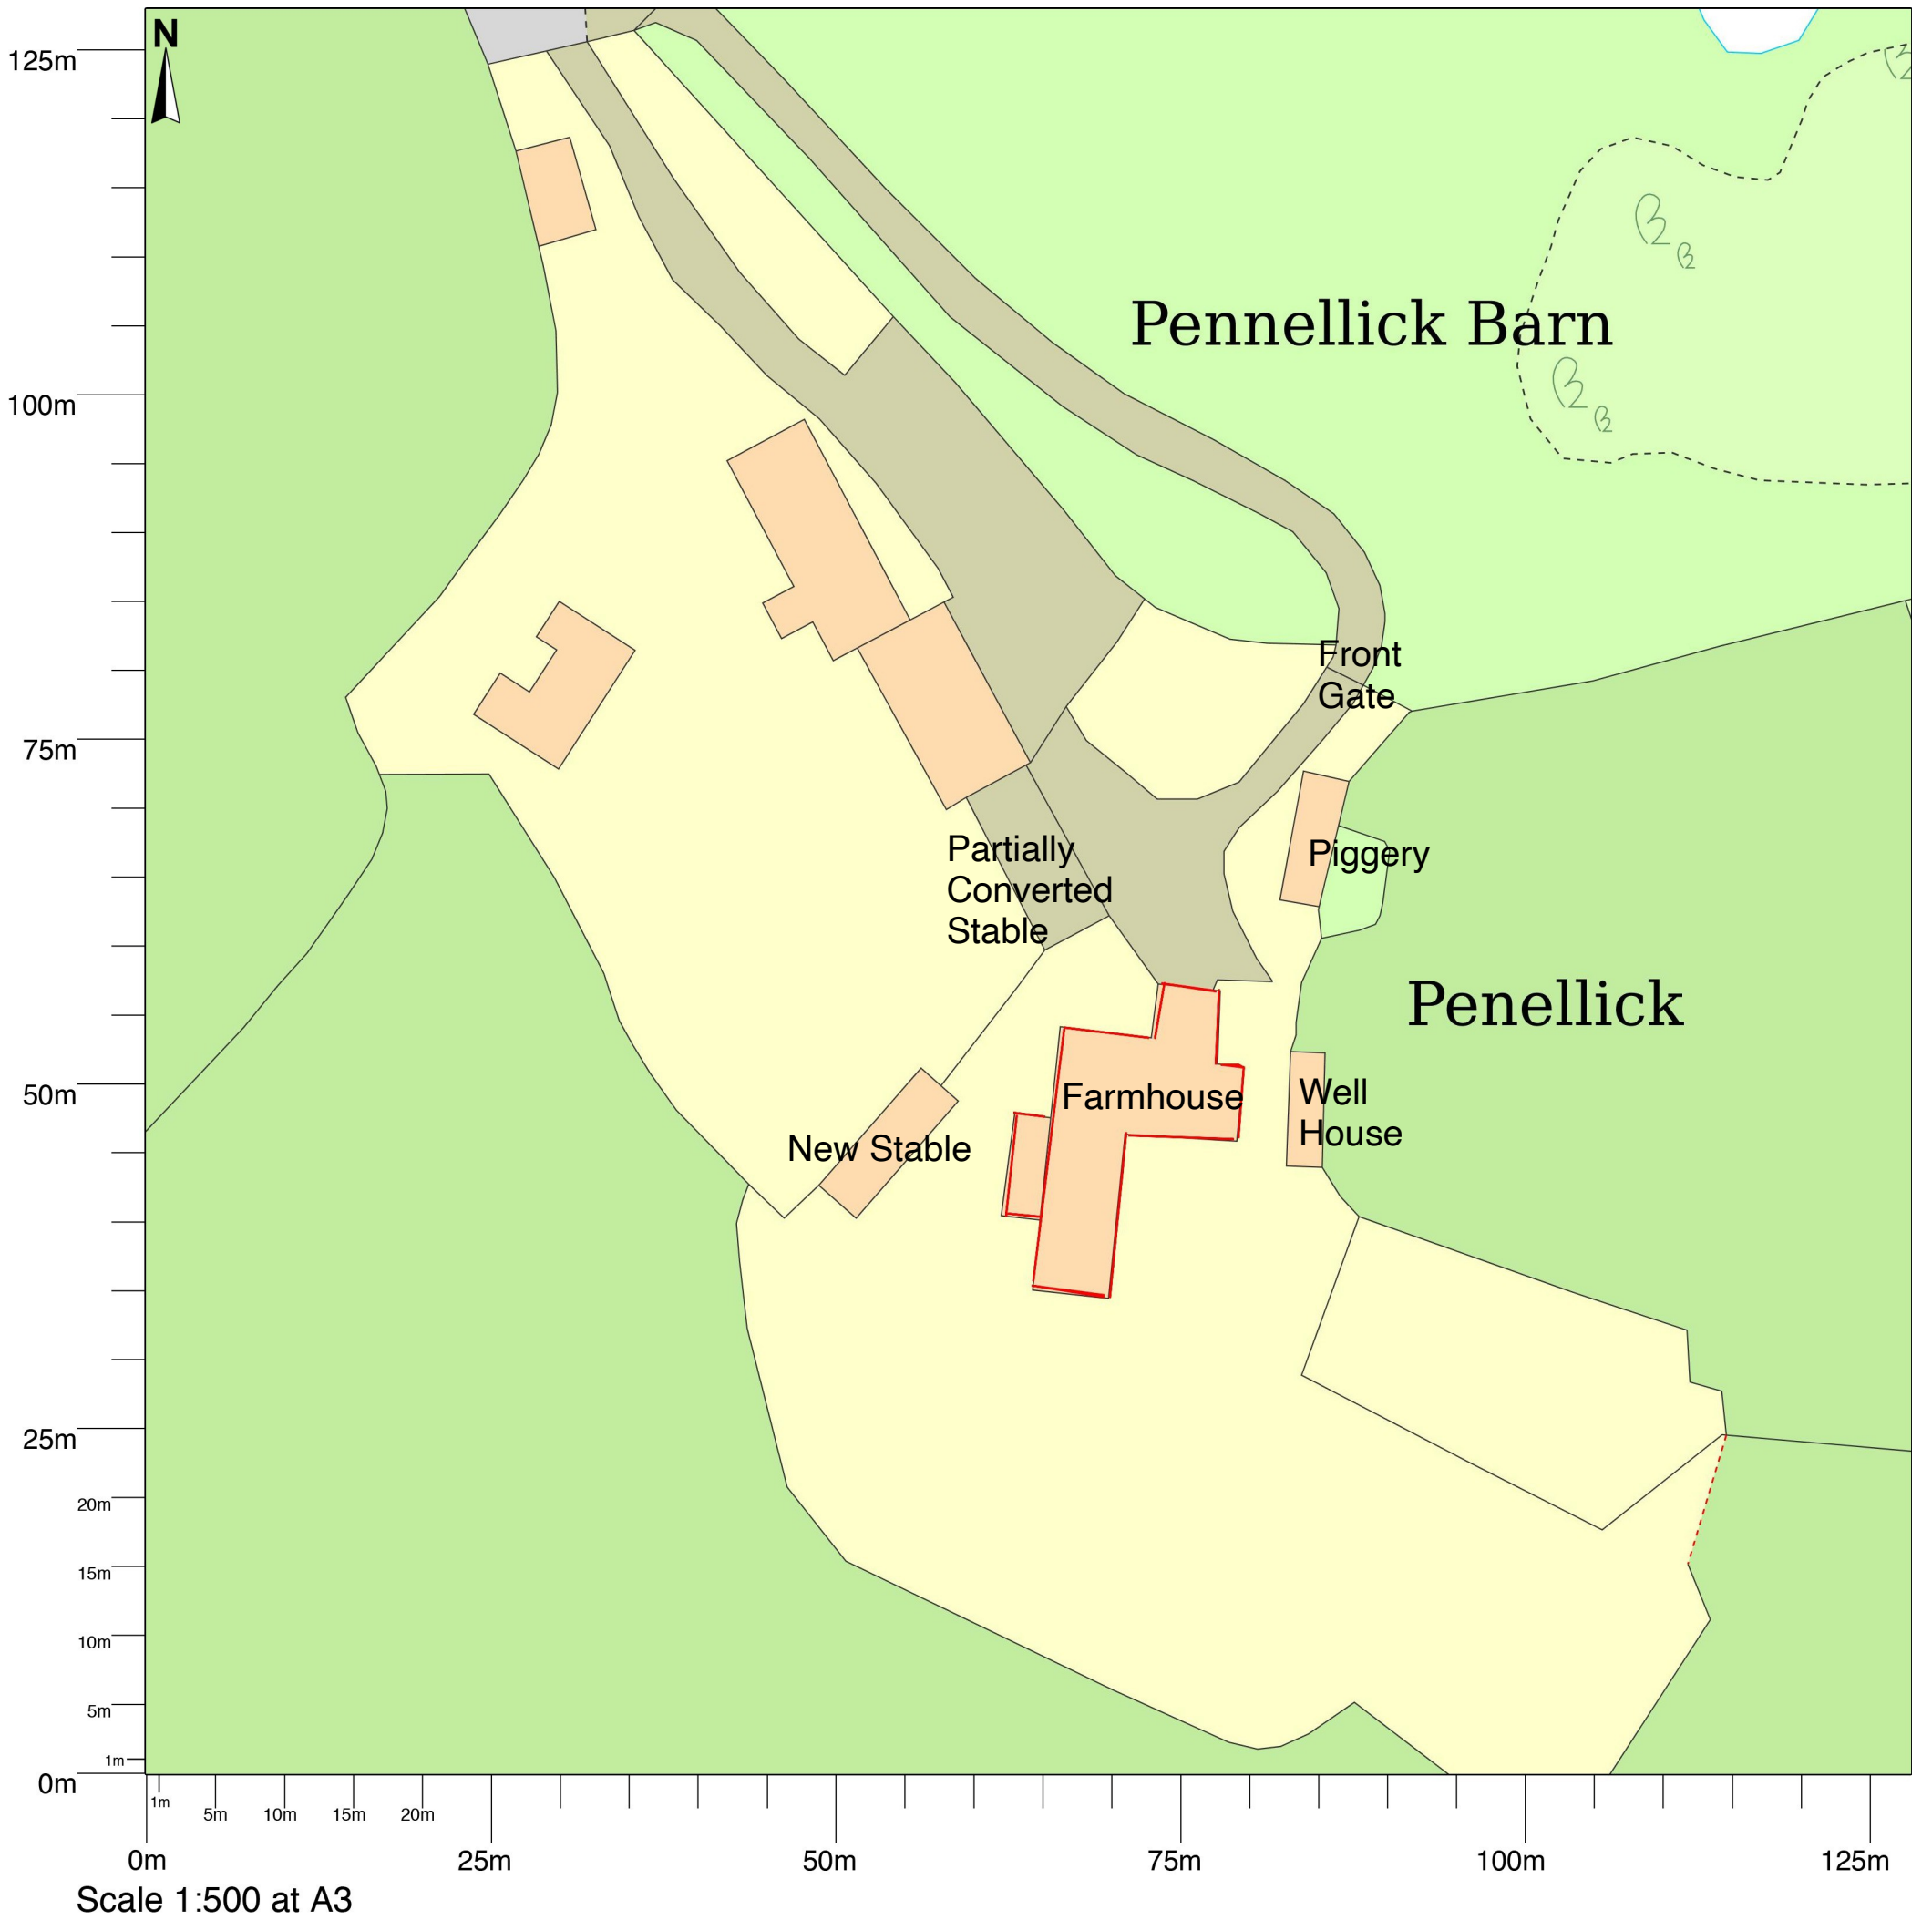 N
125m
Pennellick Barn
100m
Front
Gate
75m
Partially
Converted
Stable
Piggery
Penellick
50m
Farmhouse
Well
House
New Stable
25m
20m
15m
10m
5m
1m
0m
1m
5m 10m 15m 20m
0m 25m 50m 75m 100m 125m
Scale 1:500 at A3